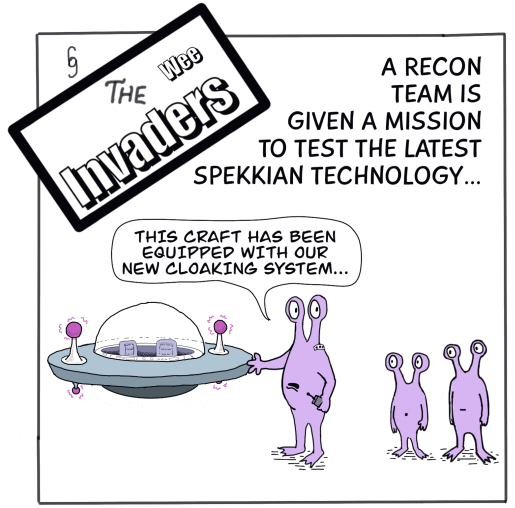 THE
Wee
Invaders
A RECON
TEAM IS
GIVEN A MISSION
TO TEST THE LATEST
SPEKKIAN TECHNOLOGY...
THIS CRAFT HAS BEEN
EQUIPPED WITH OUR
NEW CLOAKING SYSTEM...